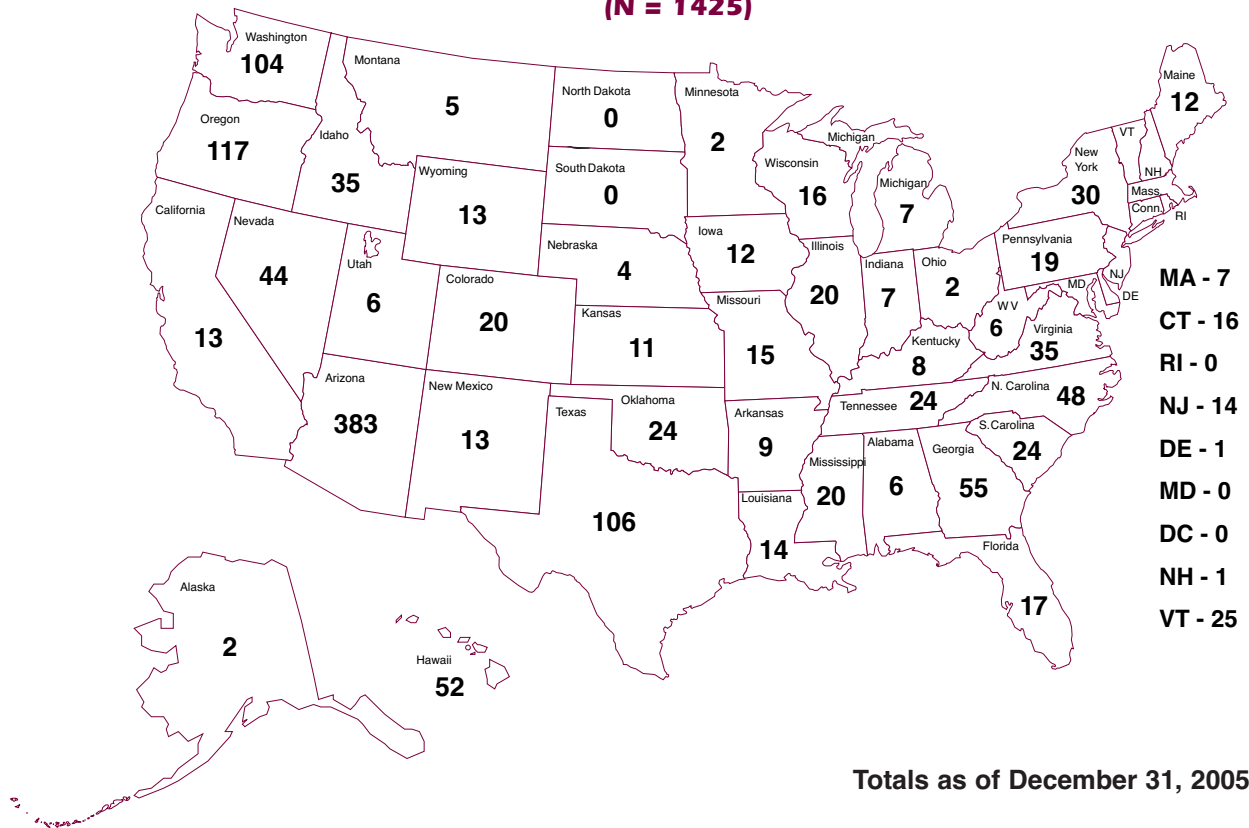 (N = 1425)
Washington
104
Montana
5
North Dakota
0
Minnesota
2
Maine
12
Oregon
117
Idaho
35
Michigan
VT
NH
Wyoming
13
South Dakota
0
Wisconsin
16
Michigan
7
New
York
30
Mass.
Conn.
RI
California
13
Nevada
44
Utah
6
Colorado
20
Nebraska
4
Iowa
12
Illinois
20
Indiana
7
Ohio
2
Pennsylvania
19
NJ
MD
DE
Kansas
11
Missouri
15
Kentucky
8
W V
6
Virginia
35
Arizona
383
New Mexico
13
Texas
106
Oklahoma
24
Arkansas
9
Tennessee 24
N. Carolina 48
S.Carolina
24
Mississippi
20
Alabama
6
Georgia
55
Louisiana
14
Florida
17
Alaska
2
Hawaii
52
MA - 7
CT - 16
RI - 0
NJ - 14
DE - 1
MD - 0
DC - 0
NH - 1
VT - 25
Totals as of December 31, 2005